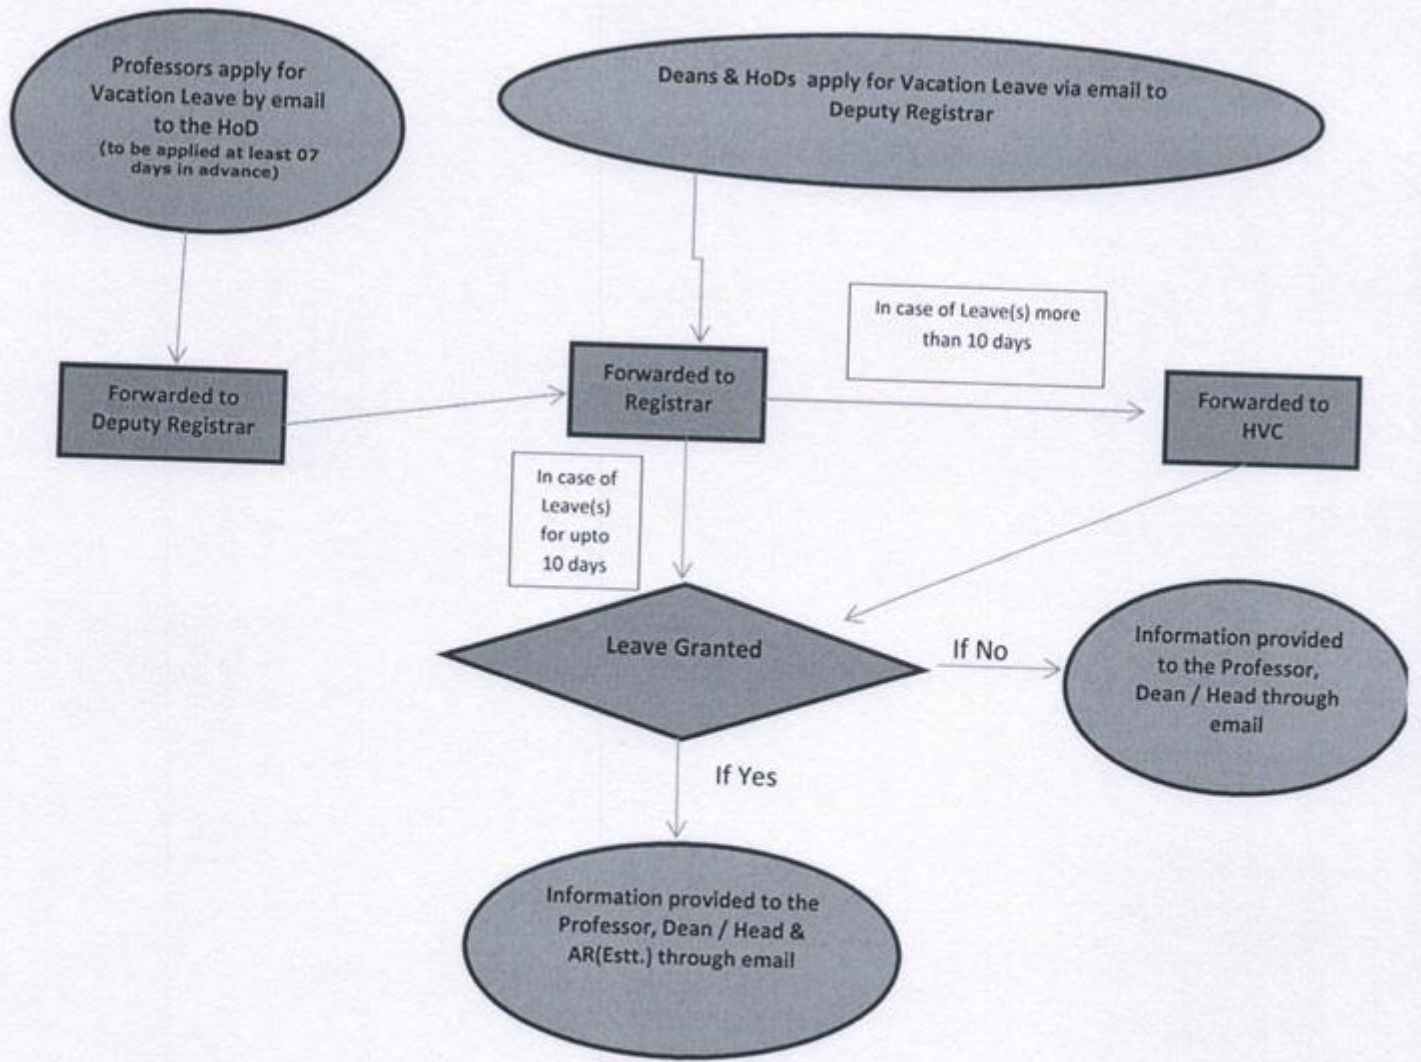 Professors apply for
Vacation Leave by email
to the HoD
(to be applied at least 07
days in advance)
Deans & HoDs apply for Vacation Leave via email to
Deputy Registrar
In case of Leave(s) more
than 10 days
Forwarded to
Deputy Registrar
Forwarded to
Registrar
Forwarded to
HVC
In case of
Leave(s)
for upto
10 days
Leave Granted
If No
Information provided
to the Professor,
Dean / Head through
email
If Yes
Information provided to the
Professor, Dean / Head &
AR(Estt.) through email